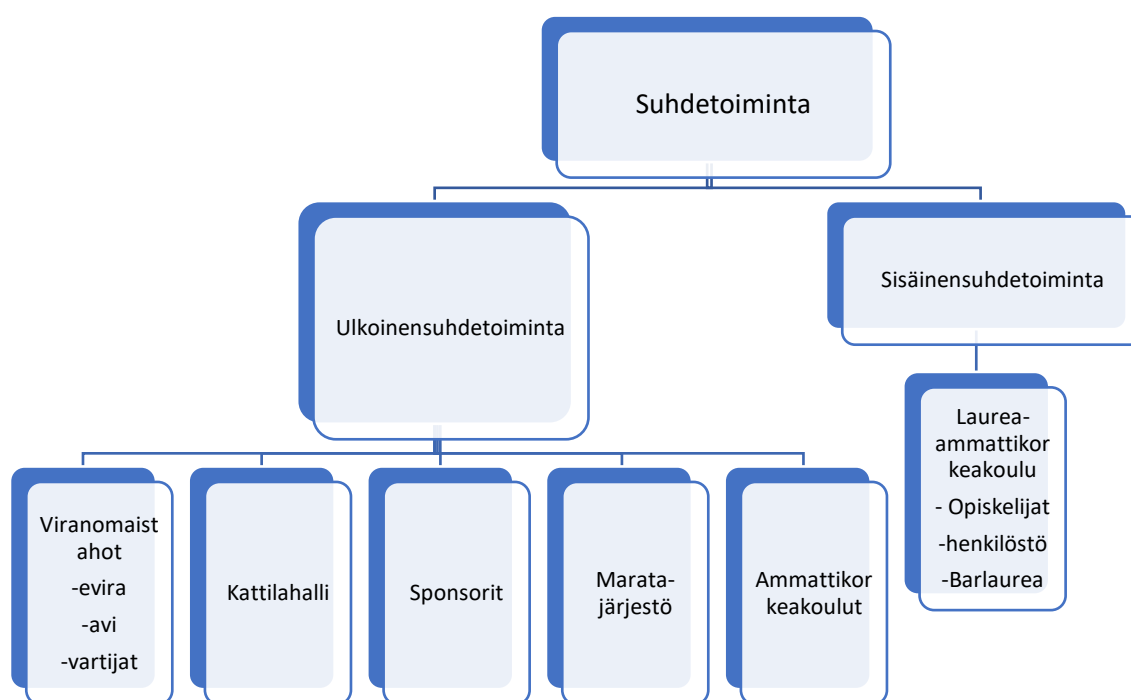 Suhdetoiminta
Ulkoinensuhdetoiminta
Sisäinensuhdetoiminta
Viranomaist
ahot
-evira
-avi
-vartijat
Kattilahalli
Sponsorit
Marata-
järjestö
Ammattikor
keakoulut
Laurea-
ammattikor
keakoulu
- Opiskelijat
-henkilöstö
-Barlaurea